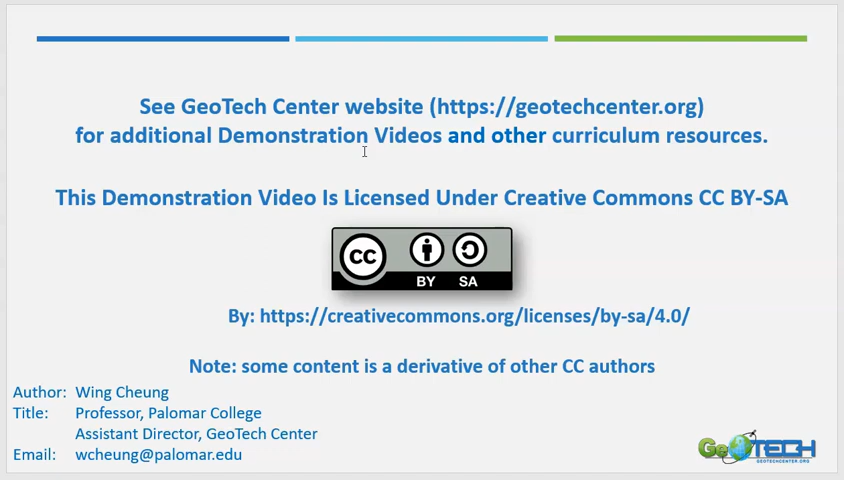 See GeoTech Center website (https://geotechcenter.org)
for additional Demonstration Videos and other curriculum resources.
This Demonstration Video Is Licensed Under Creative Commons CC BY-SA
CC
BY SA
By: https://creativecommons.org/licenses/by-sa/4.0/
Note: some content is a derivative of other CC authors
Author: Wing Cheung
Title: Professor, Palomar College
Assistant Director, GeoTech Center
Email: wcheung@palomar.edu
GeoTECH
GEOTECHCENTER.ORG